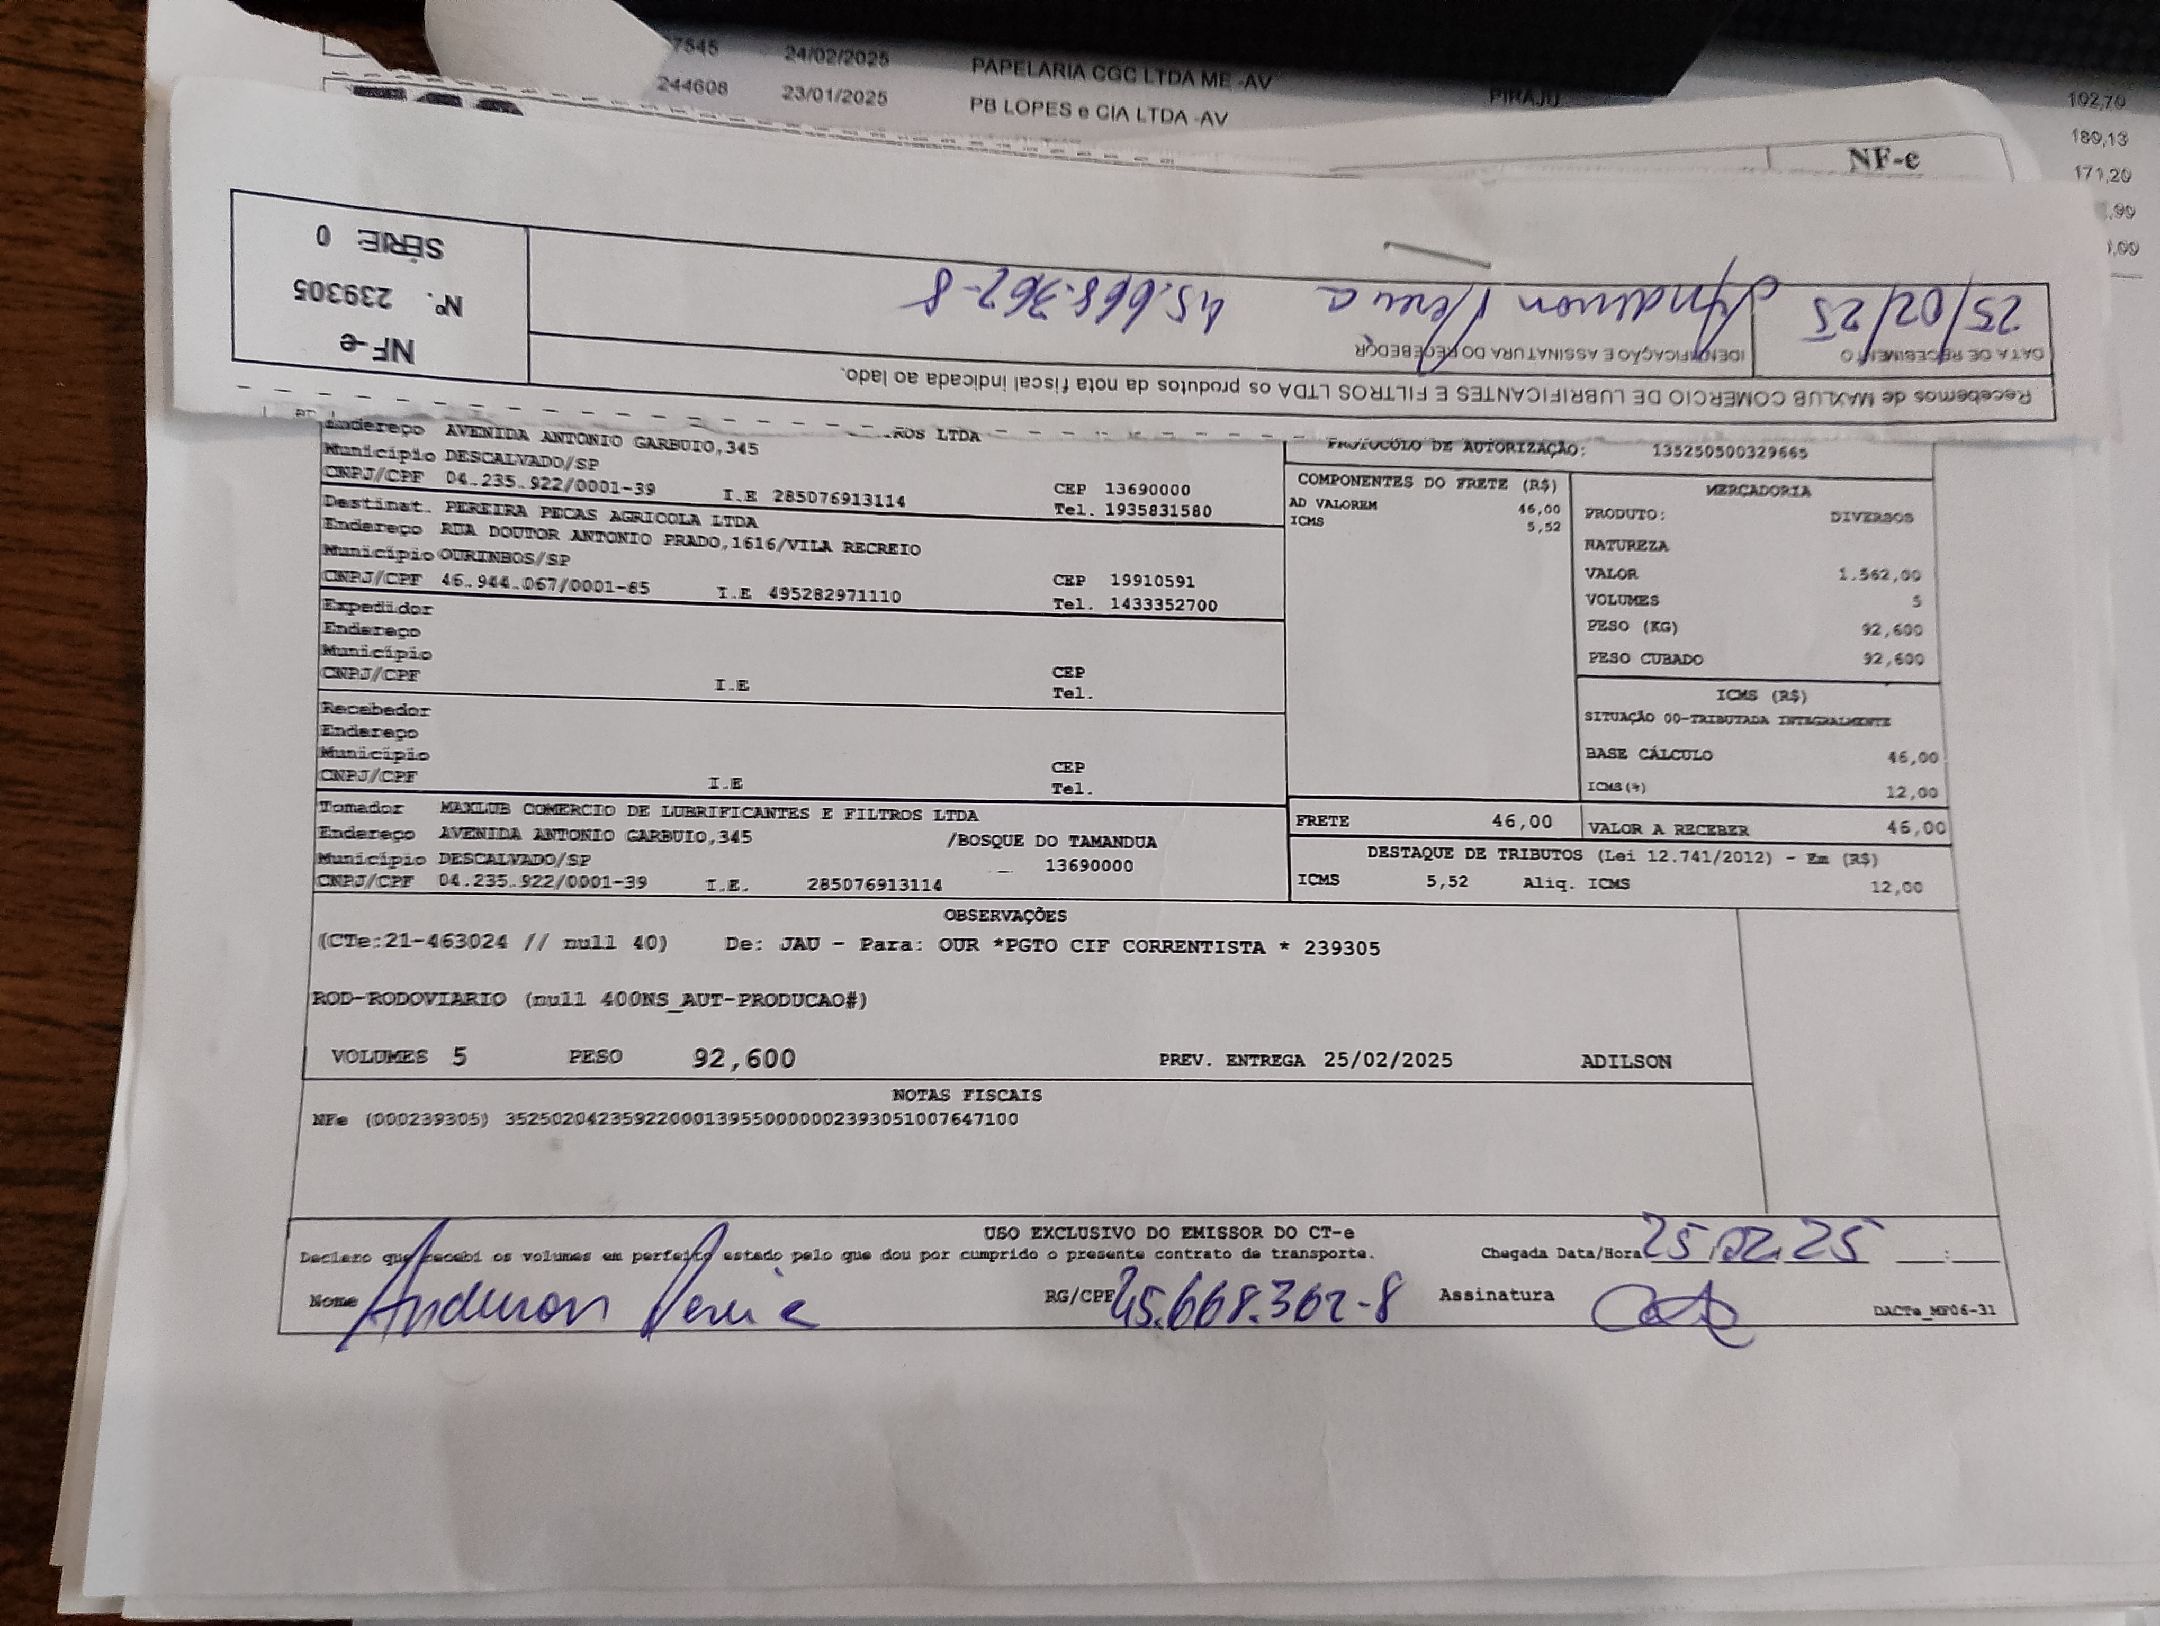 7545 24/02/2025 PAPELARIA CGC LTDA ME -AV PIRAJU 102,70
244608 23/01/2025 PB LOPES e CIA LTDA -AV 189,13
NF-e 171,20
Recebemos de MAXLUB COMERCIO DE LUBRIFICANTES E FILTROS LTDA os produtos da nota fiscal indicada ao lado.
DATA DE RECEBIMENTO IDENTIFICAÇÃO E ASSINATURA DO RECEBEDOR
25/02/25 Anderson 45.668.362-8
NF-e
Nº. 239305
SÉRIE 0
ROS LTDA
Endereço AVENIDA ANTONIO GARBUIO,345
Município DESCALVADO/SP CEP 13690000
CNPJ/CPF 04.235.922/0001-39 I.E 285076913114 Tel. 1935831580
Destinat. PEREIRA PECAS AGRICOLA LTDA
Endereço RUA DOUTOR ANTONIO PRADO,1616/VILA RECREIO
Município OURINHOS/SP CEP 19910591
CNPJ/CPF 46.944.067/0001-65 I.E 495282971110 Tel. 1433352700
Expedidor
Endereço
Município CEP
CNPJ/CPF I.E Tel.
Recebedor
Endereço
Município CEP
CNPJ/CPF I.E Tel.
Tomador MAXLUB COMERCIO DE LUBRIFICANTES E FILTROS LTDA
Endereço AVENIDA ANTONIO GARBUIO,345 /BOSQUE DO TAMANDUA
Município DESCALVADO/SP 13690000
CNPJ/CPF 04.235.922/0001-39 I.E. 285076913114
PROTOCOLO DE AUTORIZAÇÃO: 135250500329665
COMPONENTES DO FRETE (R$)
AD VALOREM 46,00
ICMS 5,52
MERCADORIA
PRODUTO: DIVERSOS
NATUREZA
VALOR 1.562,00
VOLUMES 5
PESO (KG) 92,600
PESO CUBADO 92,600
ICMS (R$)
SITUAÇÃO 00-TRIBUTADA INTEGRALMENTE
BASE CÁLCULO 46,00
ICMS(%) 12,00
FRETE 46,00 VALOR A RECEBER 46,00
DESTAQUE DE TRIBUTOS (Lei 12.741/2012) - Em (R$)
ICMS 5,52 Aliq. ICMS 12,00
OBSERVAÇÕES
(CTe:21-463024 // null 40) De: JAU - Para: OUR *PGTO CIF CORRENTISTA * 239305
ROD-RODOVIARIO (null 400NS_AUT-PRODUCAO#)
VOLUMES 5 PESO 92,600 PREV. ENTREGA 25/02/2025 ADILSON
NOTAS FISCAIS
NFe (000239305) 35250204235922000139550000002393051007647100
USO EXCLUSIVO DO EMISSOR DO CT-e
Declaro que recebi os volumes em perfeito estado pelo que dou por cumprido o presente contrato de transporte. Chegada Data/Hora 25.02.25 :
Nome Anderson RG/CPF 45.668.362-8 Assinatura DACTe_MF06-31